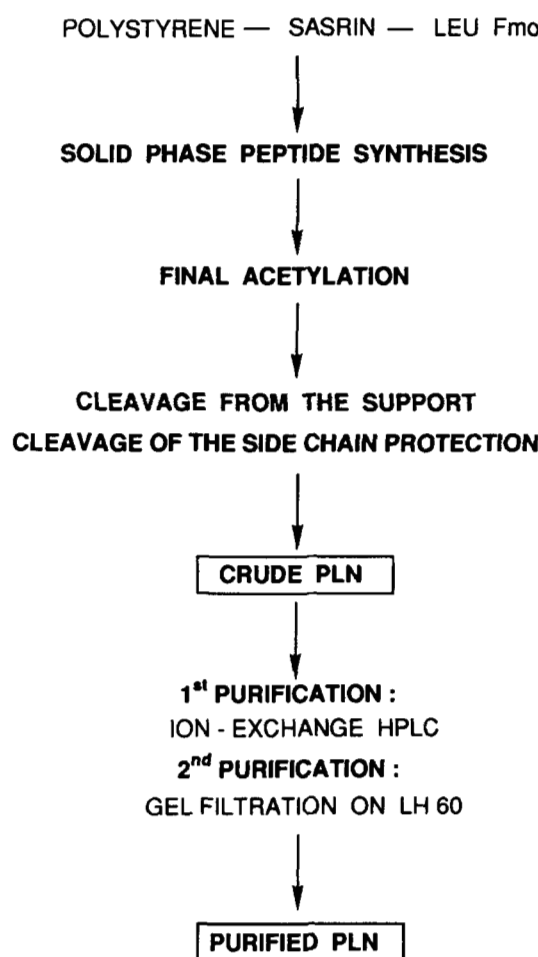 POLYSTYRENE — SASRIN — LEU Fmo
SOLID PHASE PEPTIDE SYNTHESIS
FINAL ACETYLATION
CLEAVAGE FROM THE SUPPORT
CLEAVAGE OF THE SIDE CHAIN PROTECTION
CRUDE PLN
1st PURIFICATION :
ION - EXCHANGE HPLC
2nd PURIFICATION :
GEL FILTRATION ON LH 60
PURIFIED PLN